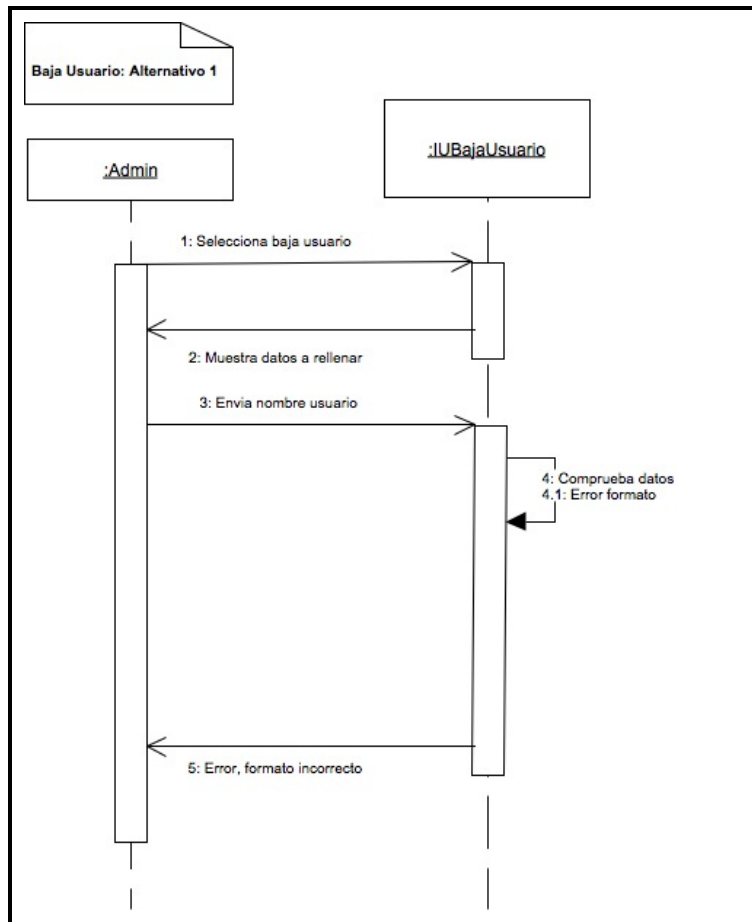 Baja Usuario: Alternativo 1
:Admin
:IUBajaUsuario
1: Selecciona baja usuario
2: Muestra datos a rellenar
3: Envia nombre usuario
4: Comprueba datos
4.1: Error formato
5: Error, formato incorrecto